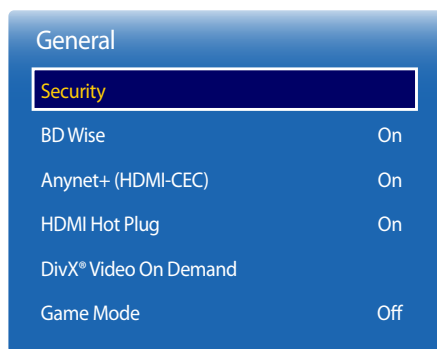 General
Security
BD Wise On
Anynet+ (HDMI-CEC) On
HDMI Hot Plug On
DivX® Video On Demand
Game Mode Off